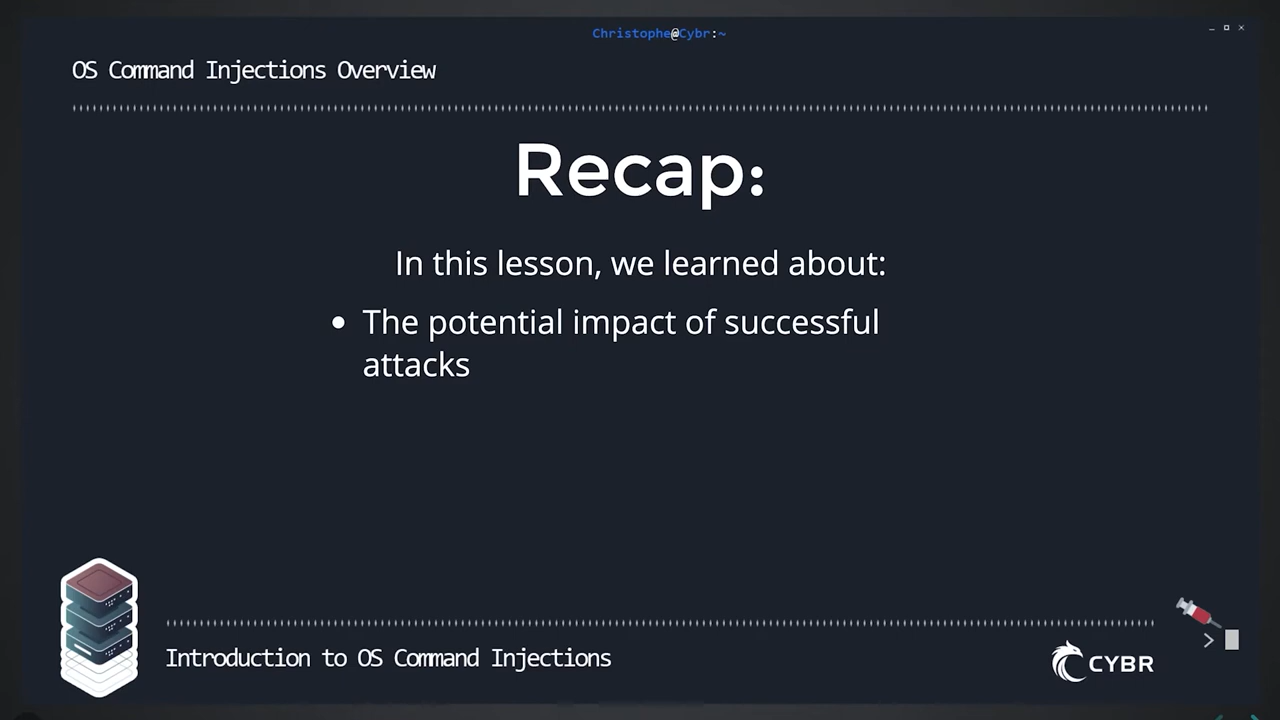 Christophe@Cybr:~
OS Command Injections Overview
Recap:
In this lesson, we learned about:
• The potential impact of successful
attacks
Introduction to OS Command Injections
CYBR
>